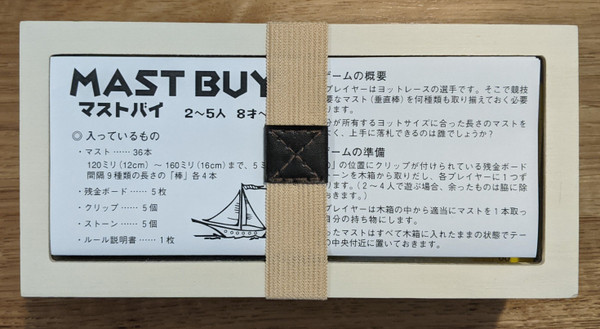 MAST BUY
マストバイ
2〜5人 8才〜
◎ 入っているもの
・マスト …… 36本
120ミリ(12cm) 〜 160ミリ(16cm)まで、5ミ
間隔9種類の長さの「棒」各4本
・残金ボード …… 5枚
・クリップ …… 5個
・ストーン …… 5個
・ルール説明書 …… 1枚
ームの概要
プレイヤーはヨットレースの選手です。そこで競技
要なマスト(垂直棒)を何種類も取り揃えておく必要
ります。
分が所有するヨットサイズに合った長さのマストを
よく、上手に落札できるのは誰でしょうか?
ームの準備
の」の位置にクリップが付けられている残金ボード
ストーンを木箱から取りだし、各プレイヤーに1つず
ります。(2〜4人で遊ぶ場合、余ったものは脇に除
おきます。)
プレイヤーは木箱の中から適当にマストを1本取っ
自分の持ち物にします。
ったマストはすべて木箱に入れたままの状態でテー
の中央付近に置いておきます。